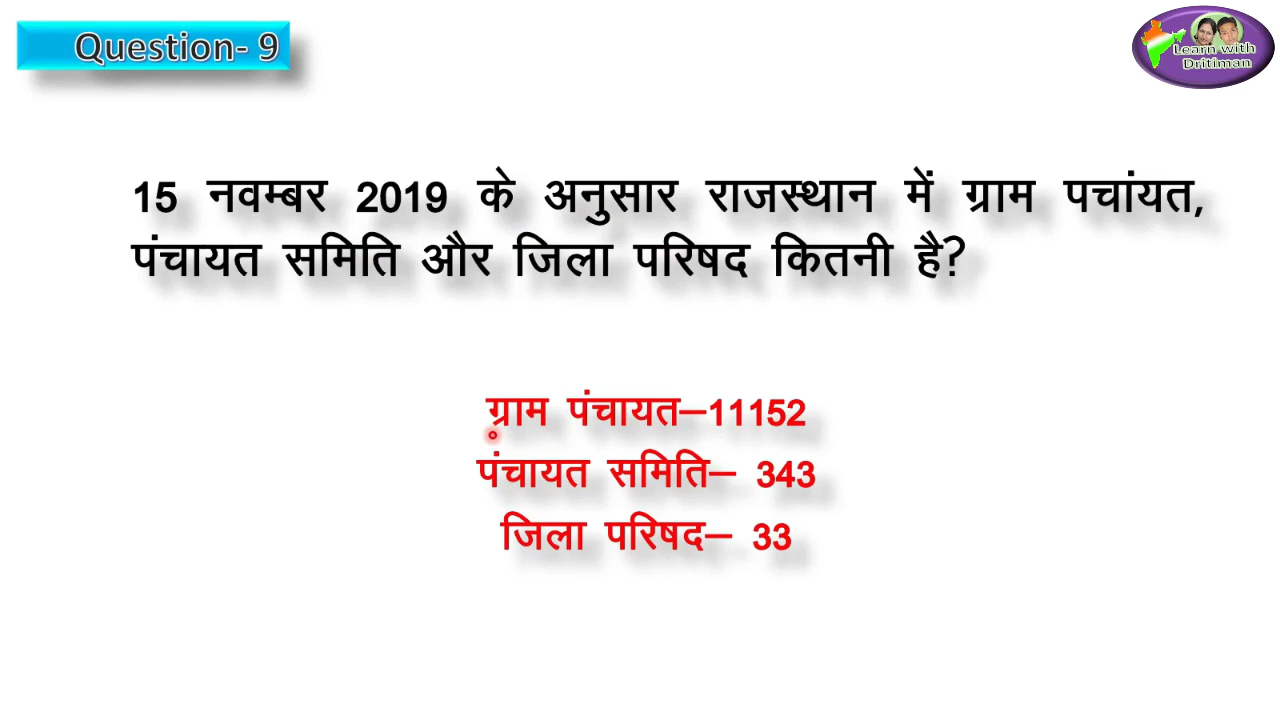 Question- 9
Learn with
Dritiman
15 नवम्बर 2019 के अनुसार राजस्थान में ग्राम पचांयत,
पंचायत समिति और जिला परिषद कितनी है?
ग्राम पंचायत–11152
पंचायत समिति– 343
जिला परिषद– 33